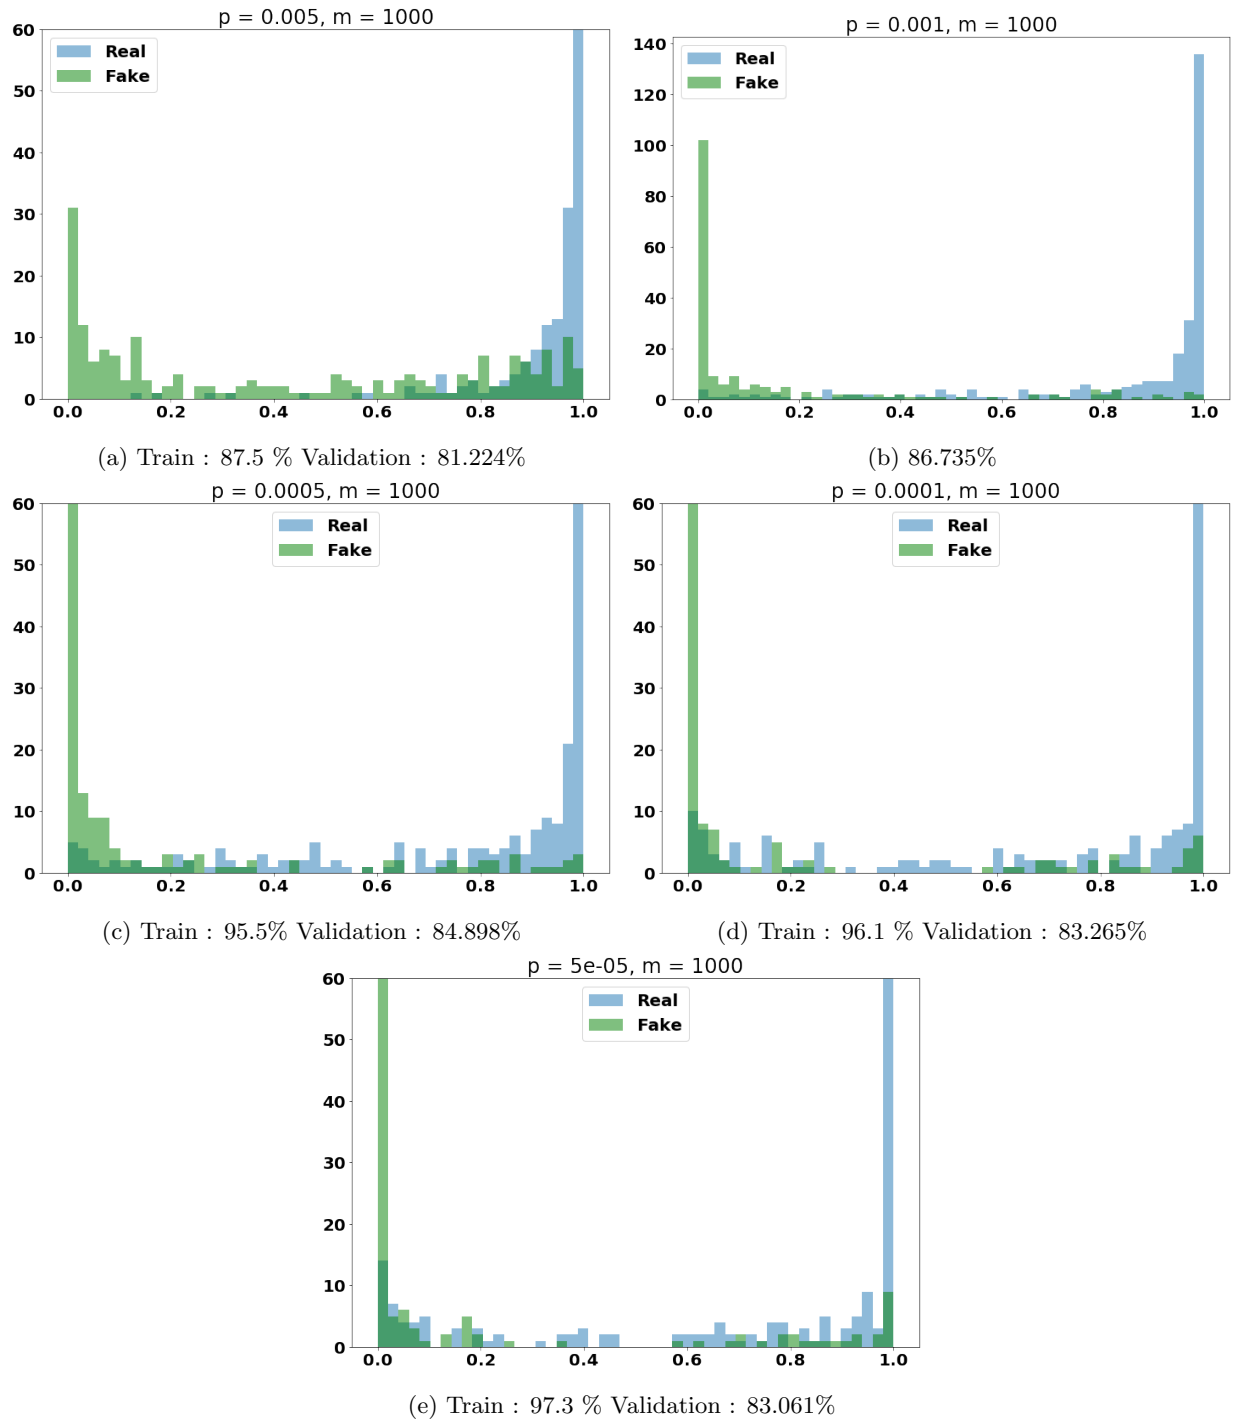 p = 0.005, m = 1000
60
50
40
30
20
10
0
Real
Fake
0.0 0.2 0.4 0.6 0.8 1.0
(a) Train : 87.5 % Validation : 81.224%
p = 0.001, m = 1000
140
120
100
80
60
40
20
0
Real
Fake
0.0 0.2 0.4 0.6 0.8 1.0
(b) 86.735%
p = 0.0005, m = 1000
60
50
40
30
20
10
0
Real
Fake
0.0 0.2 0.4 0.6 0.8 1.0
(c) Train : 95.5% Validation : 84.898%
p = 0.0001, m = 1000
60
50
40
30
20
10
0
Real
Fake
0.0 0.2 0.4 0.6 0.8 1.0
(d) Train : 96.1 % Validation : 83.265%
p = 5e-05, m = 1000
60
50
40
30
20
10
0
Real
Fake
0.0 0.2 0.4 0.6 0.8 1.0
(e) Train : 97.3 % Validation : 83.061%